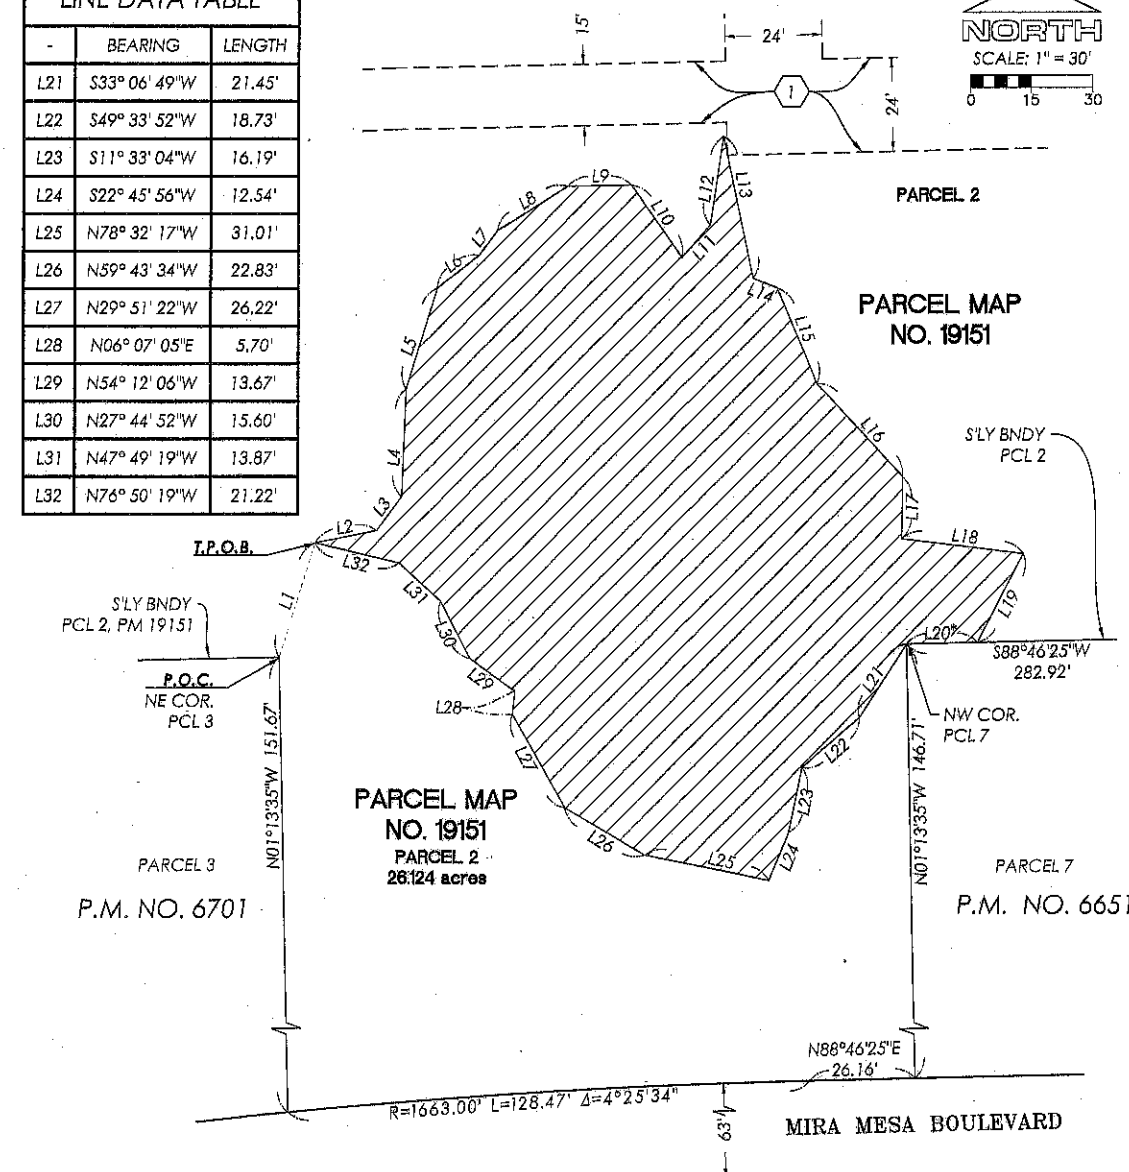 LINE DATA TABLE
- BEARING LENGTH
L21 S33° 06' 49"W 21.45'
L22 S49° 33' 52"W 18.73'
L23 S11° 33' 04"W 16.19'
L24 S22° 45' 56"W 12.54'
L25 N78° 32' 17"W 31.01'
L26 N59° 43' 34"W 22.83'
L27 N29° 51' 22"W 26.22'
L28 N06° 07' 05"E 5.70'
L29 N54° 12' 06"W 13.67'
L30 N27° 44' 52"W 15.60'
L31 N47° 49' 19"W 13.87'
L32 N76° 50' 19"W 21.22'
15'
24'
1
24'
NORTH
SCALE: 1" = 30'
0 15 30
L9
L8
L7
L6
L5
L4
L3
L2
L1
L10
L11
L12
L13
L14
L15
L16
L17
L18
L19
L20
L21
L22
L23
L24
L25
L26
L27
L28
L29
L30
L31
L32
PARCEL 2
PARCEL MAP
NO. 19151
S'LY BNDY
PCL 2
T.P.O.B.
S'LY BNDY
PCL 2, PM 19151
P.O.C.
NE COR.
PCL 3
S88°46'25"W
282.92'
NW COR.
PCL 7
N01°13'35"W 151.67'
N01°13'35"W 146.71'
PARCEL MAP
NO. 19151
PARCEL 2
26.124 acres
PARCEL 3
P.M. NO. 6701
PARCEL 7
P.M. NO. 6651
N88°46'25"E
26.16'
R=1663.00' L=128.47' Δ=4°25'34"
63'
MIRA MESA BOULEVARD